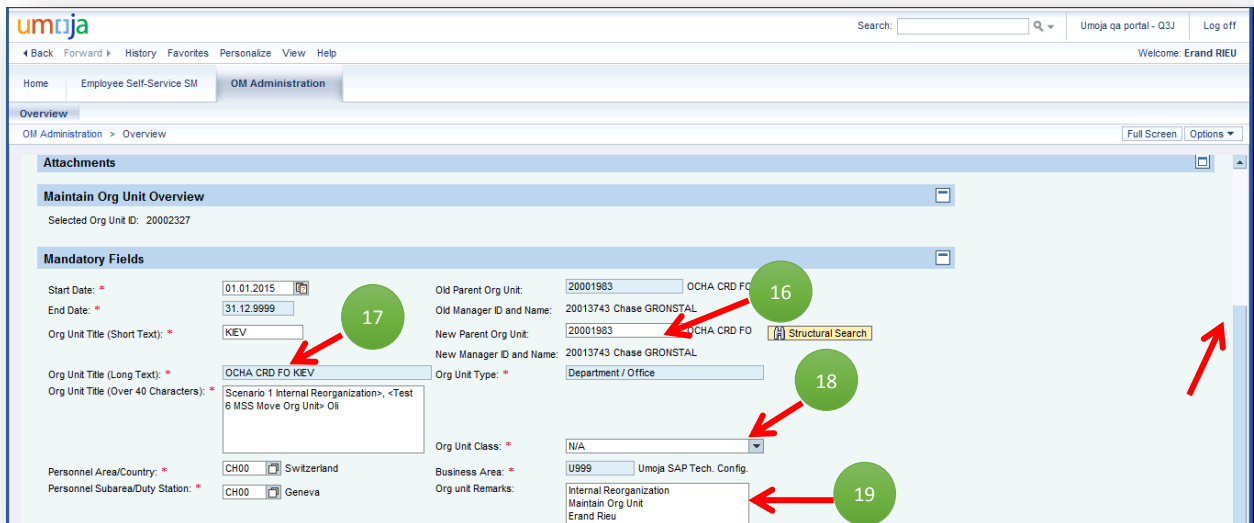 umoja
Search:
Umoja qa portal - Q3J
Log off
Back Forward History Favorites Personalize View Help
Welcome: Erand RIEU
Home Employee Self-Service SM OM Administration
Overview
OM Administration > Overview
Full Screen Options
Attachments
Maintain Org Unit Overview
Selected Org Unit ID: 20002327
Mandatory Fields
Start Date: * 01.01.2015
End Date: * 31.12.9999
Org Unit Title (Short Text): * KIEV
Org Unit Title (Long Text): * OCHA CRD FO KIEV
Org Unit Title (Over 40 Characters): * Scenario 1 Internal Reorganization>, <Test
6 MSS Move Org Unit> Oli
Personnel Area/Country: * CH00 Switzerland
Personnel Subarea/Duty Station: * CH00 Geneva
Old Parent Org Unit: 20001983 OCHA CRD FO
Old Manager ID and Name: 20013743 Chase GRONSTAL
New Parent Org Unit: 20001983 OCHA CRD FO Structural Search
New Manager ID and Name: 20013743 Chase GRONSTAL
Org Unit Type: * Department / Office
Org Unit Class: * N/A
Business Area: * U999 Umoja SAP Tech. Config.
Org unit Remarks: Internal Reorganization
Maintain Org Unit
Erand Rieu
16
17
18
19